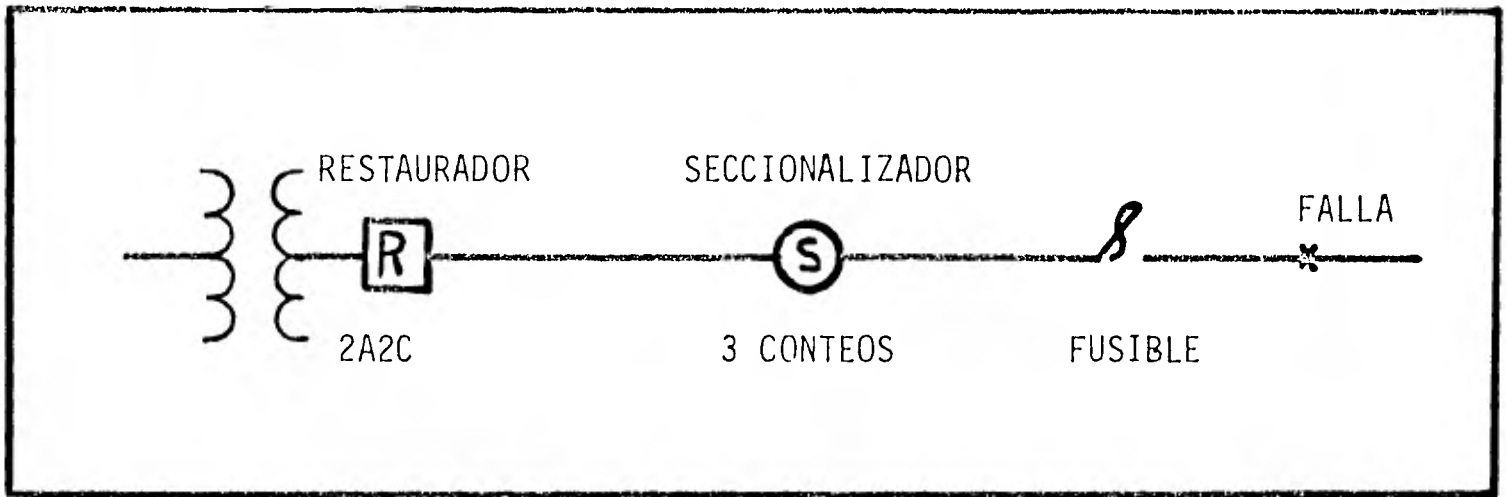 RESTAURADOR
SECCIONALIZADOR
FALLA
R
S
2A2C
3 CONTEOS
FUSIBLE